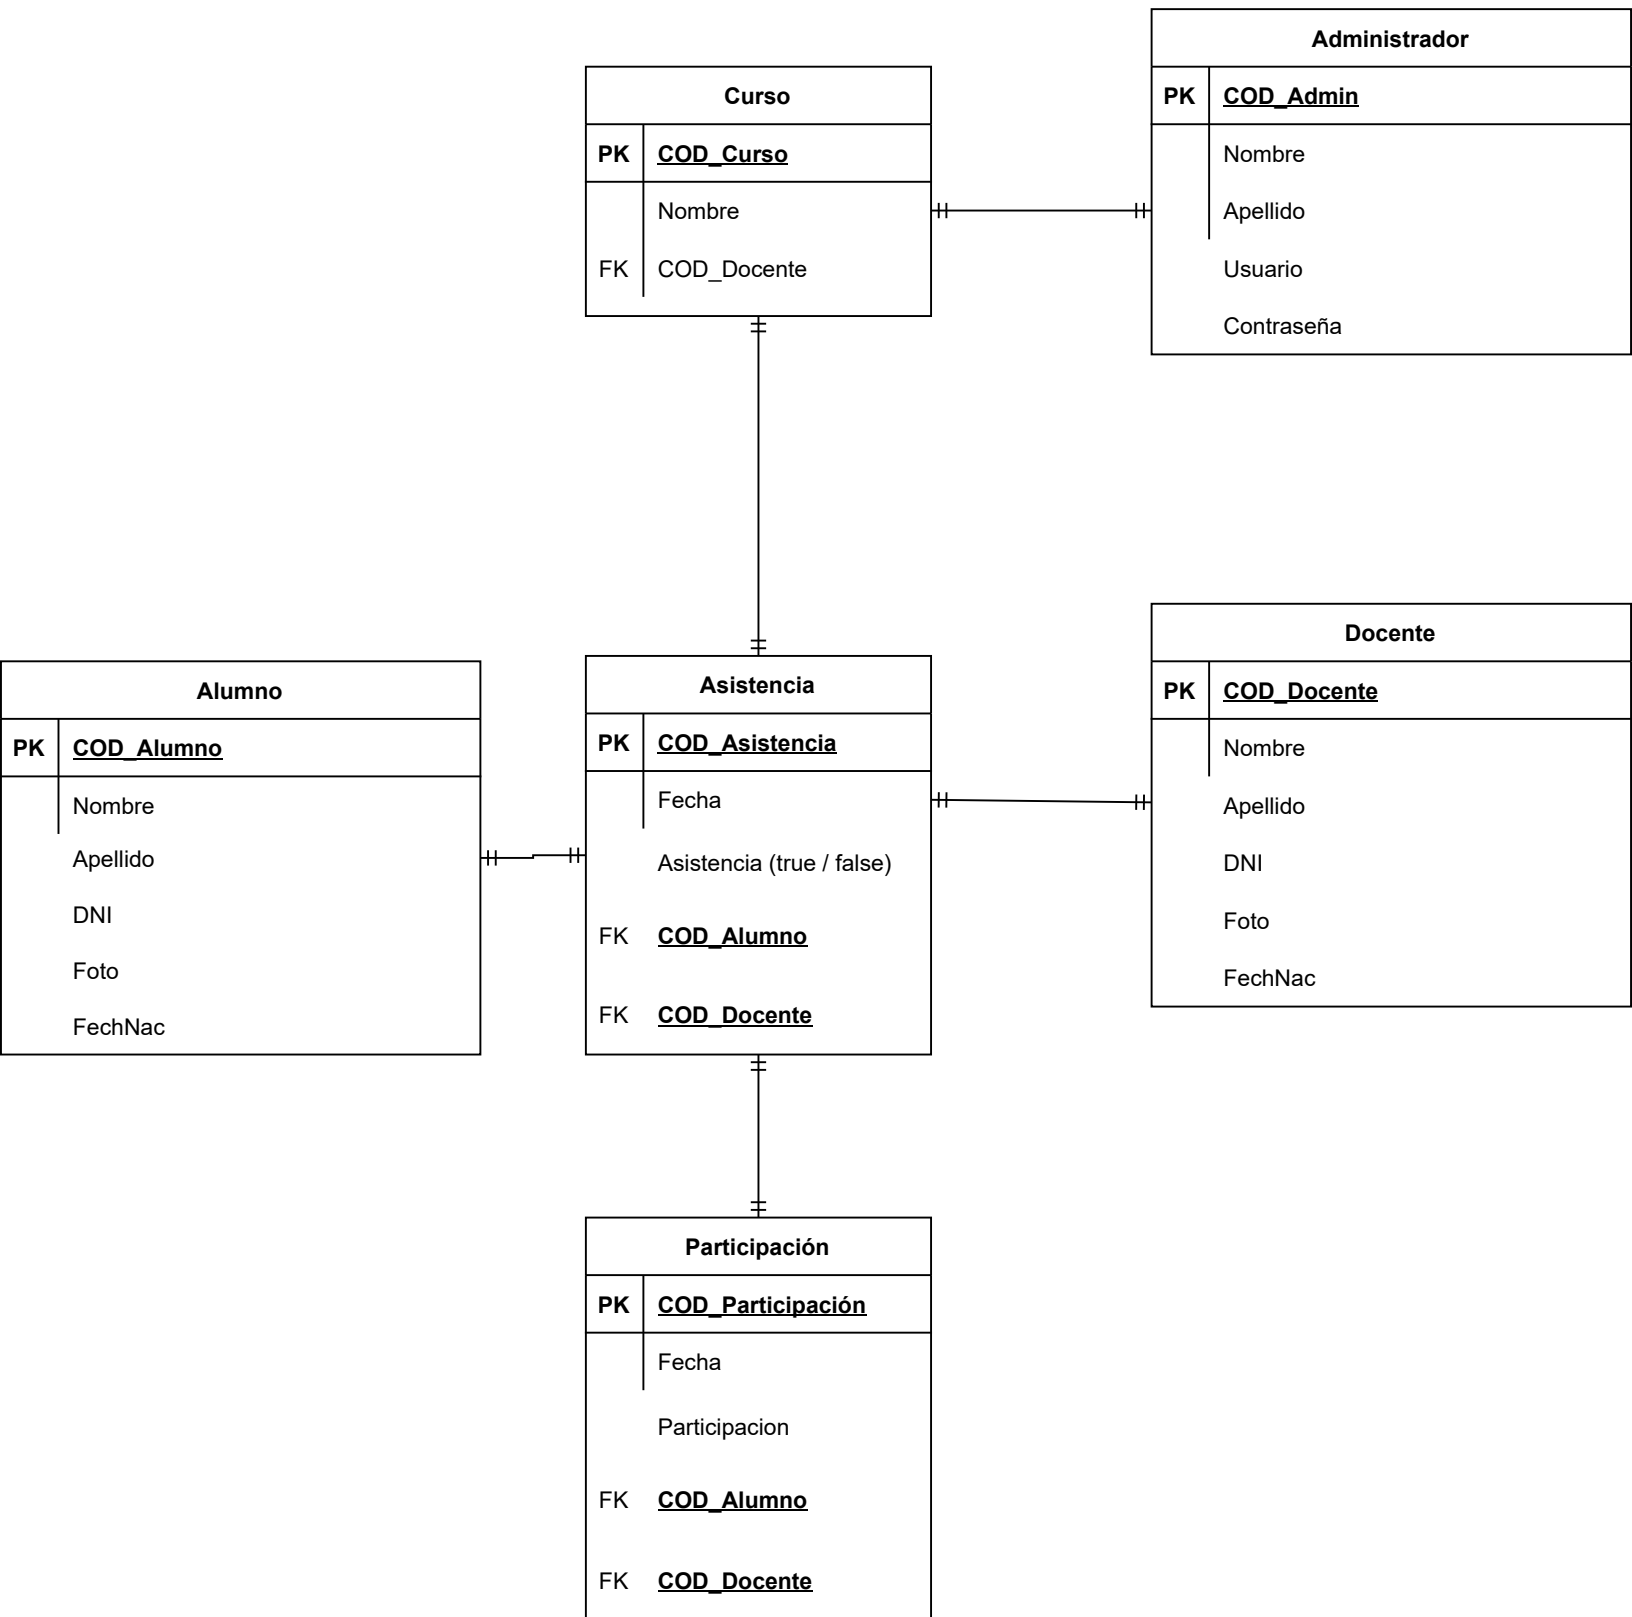 Administrador
PK COD_Admin
Nombre
Apellido
Usuario
Contraseña
Curso
PK COD_Curso
Nombre
FK COD_Docente
Alumno
PK COD_Alumno
Nombre
Apellido
DNI
Foto
FechNac
Asistencia
PK COD_Asistencia
Fecha
Asistencia (true / false)
FK COD_Alumno
FK COD_Docente
Docente
PK COD_Docente
Nombre
Apellido
DNI
Foto
FechNac
Participación
PK COD_Participación
Fecha
Participacion
FK COD_Alumno
FK COD_Docente